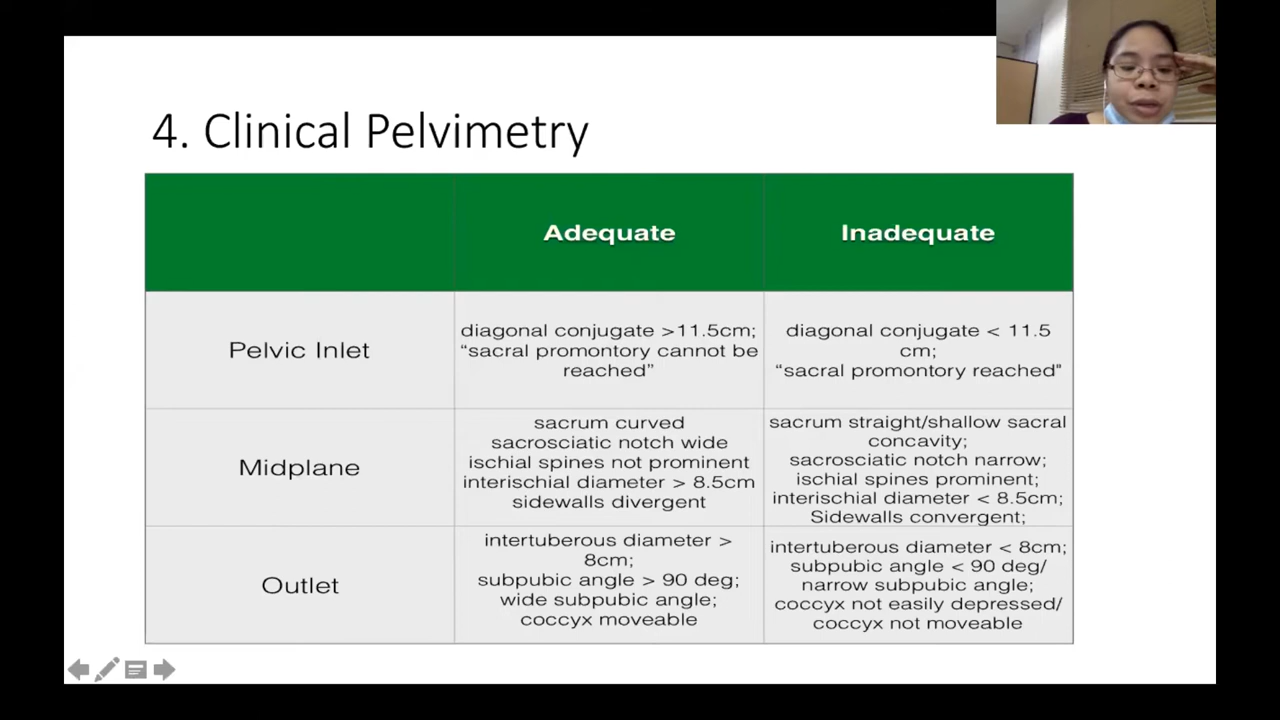 4. Clinical Pelvimetry
Adequate
Inadequate
Pelvic Inlet
diagonal conjugate >11.5cm;
“sacral promontory cannot be
reached”
diagonal conjugate < 11.5
cm;
“sacral promontory reached"
Midplane
sacrum curved
sacrosciatic notch wide
ischial spines not prominent
interischial diameter > 8.5cm
sidewalls divergent
sacrum straight/shallow sacral
concavity;
sacrosciatic notch narrow;
ischial spines prominent;
interischial diameter < 8.5cm;
Sidewalls convergent;
Outlet
intertuberous diameter >
8cm;
subpubic angle > 90 deg;
wide subpubic angle;
coccyx moveable
intertuberous diameter < 8cm;
subpubic angle < 90 deg/
narrow subpubic angle;
coccyx not easily depressed/
coccyx not moveable